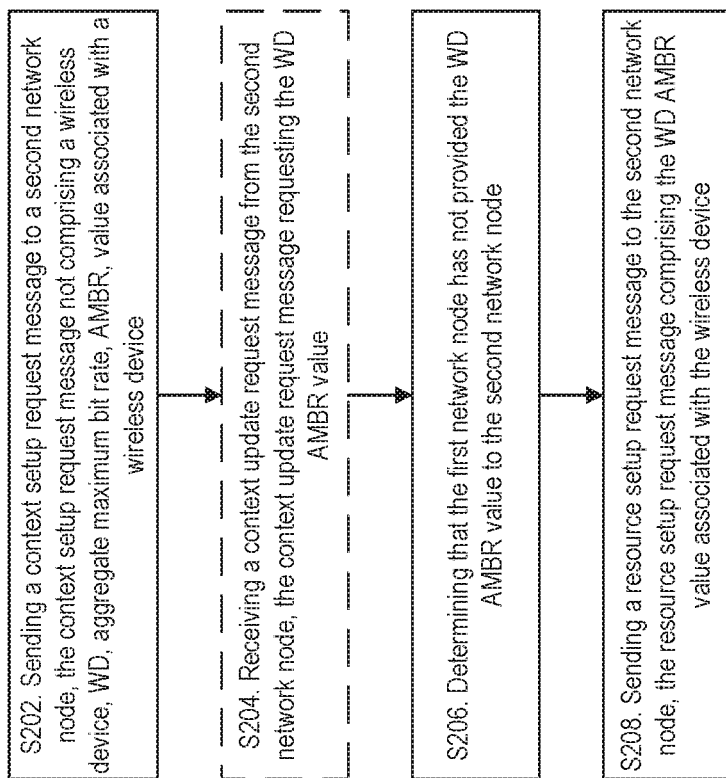 S202. Sending a context setup request message to a second network
node, the context setup request message not comprising a wireless
device, WD, aggregate maximum bit rate, AMBR, value associated with a
wireless device
S204. Receiving a context update request message from the second
network node, the context update request message requesting the WD
AMBR value
S206. Determining that the first network node has not provided the WD
AMBR value to the second network node
S208. Sending a resource setup request message to the second network
node, the resource setup request message comprising the WD AMBR
value associated with the wireless device